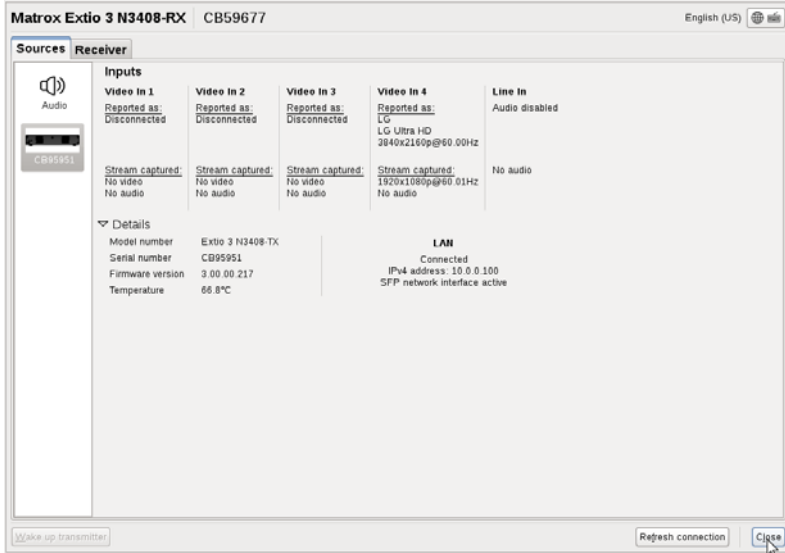 Matrox Extio 3 N3408-RX CB59677 English (US)
Sources Receiver
Audio
CB95951
Inputs
Video In 1
Reported as:
Disconnected
Stream captured:
No video
No audio
Video In 2
Reported as:
Disconnected
Stream captured:
No video
No audio
Video In 3
Reported as:
Disconnected
Stream captured:
No video
No audio
Video In 4
Reported as:
LG
LG Ultra HD
3840x2160p@60.00Hz
Stream captured:
1920x1080p@60.01Hz
No audio
Line In
Audio disabled
No audio
Details
Model number Extio 3 N3408-TX
Serial number CB95951
Firmware version 3.00.00.217
Temperature 66.8°C
LAN
Connected
IPv4 address: 10.0.0.100
SFP network interface active
Wake up transmitter Refresh connection Close